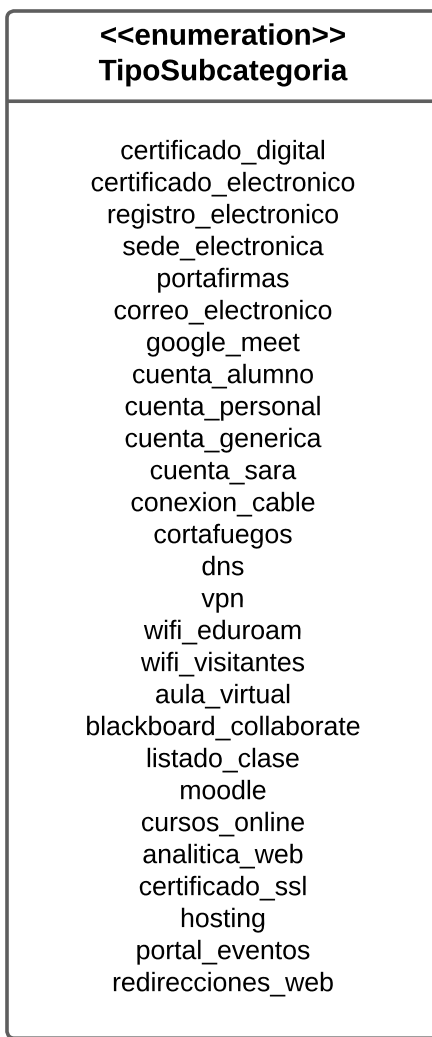 <<enumeration>>
TipoSubcategoria
certificado_digital
certificado_electronico
registro_electronico
sede_electronica
portafirmas
correo_electronico
google_meet
cuenta_alumno
cuenta_personal
cuenta_generica
cuenta_sara
conexion_cable
cortafuegos
dns
vpn
wifi_eduroam
wifi_visitantes
aula_virtual
blackboard_collaborate
listado_clase
moodle
cursos_online
analitica_web
certificado_ssl
hosting
portal_eventos
redirecciones_web